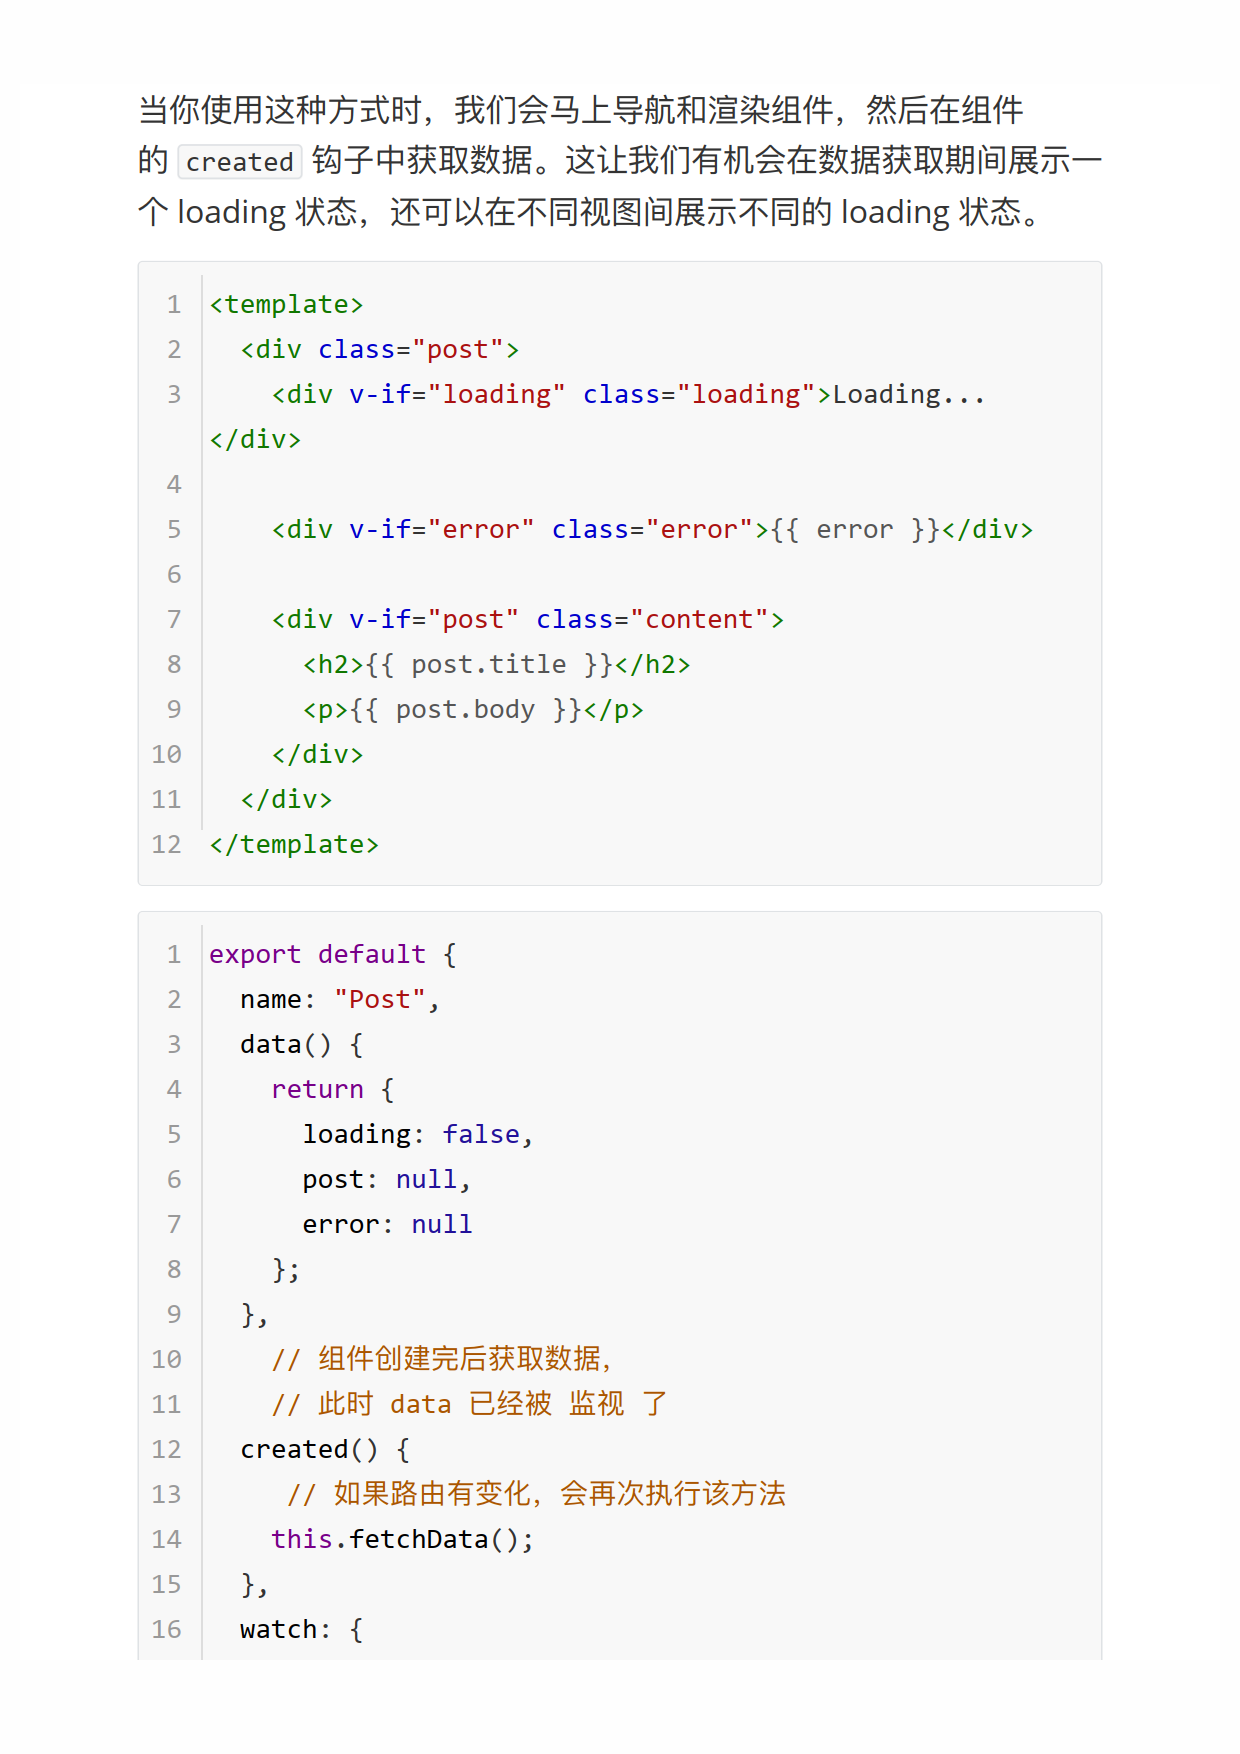 当你使用这种方式时，我们会马上导航和渲染组件，然后在组件
的 created 钩子中获取数据。这让我们有机会在数据获取期间展示一
个 loading 状态，还可以在不同视图间展示不同的 loading 状态。
1 <template>
2   <div class="post">
3     <div v-if="loading" class="loading">Loading...
</div>
4
5     <div v-if="error" class="error">{{ error }}</div>
6
7     <div v-if="post" class="content">
8       <h2>{{ post.title }}</h2>
9       <p>{{ post.body }}</p>
10     </div>
11   </div>
12 </template>
1 export default {
2   name: "Post",
3   data() {
4     return {
5       loading: false,
6       post: null,
7       error: null
8     };
9   },
10     // 组件创建完后获取数据，
11     // 此时 data 已经被 监视 了
12   created() {
13      // 如果路由有变化，会再次执行该方法
14     this.fetchData();
15   },
16   watch: {